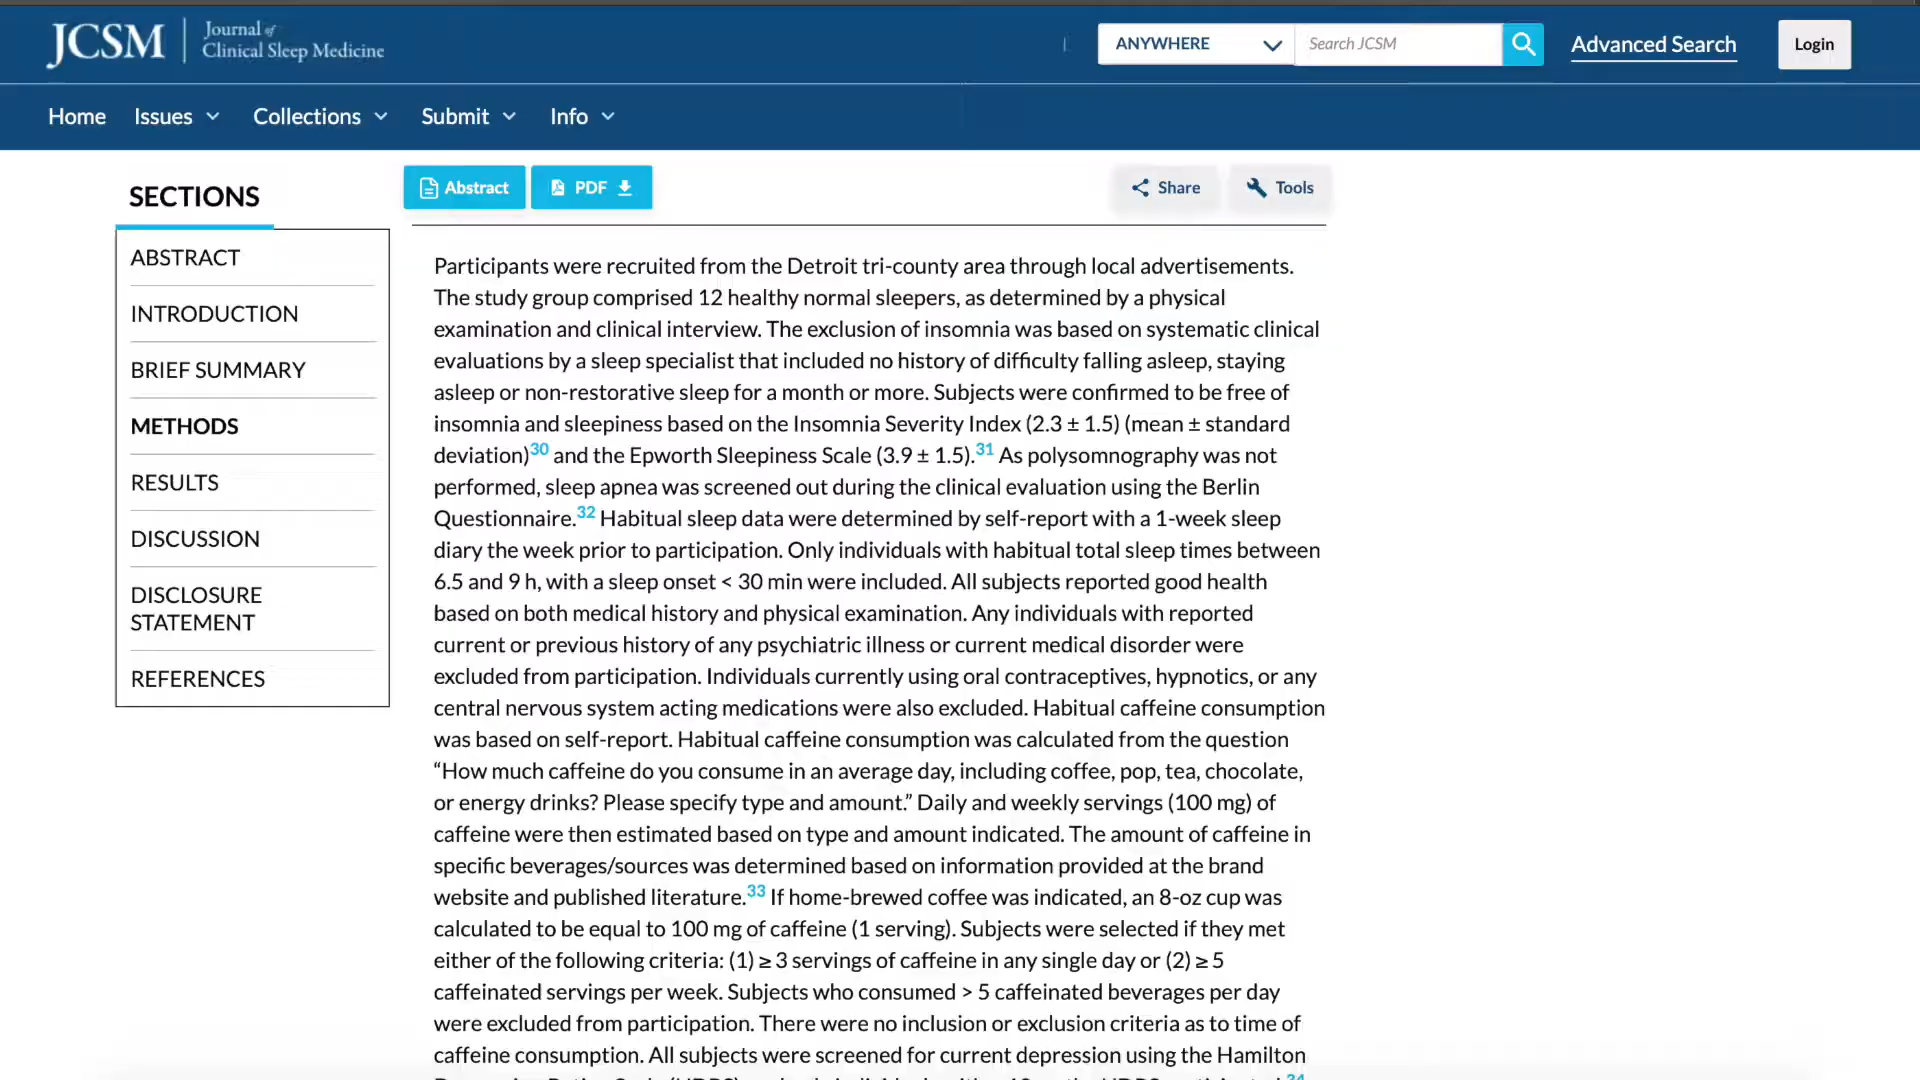 JCSM
Journal of
Clinical Sleep Medicine
ANYWHERE
Search JCSM
Advanced Search
Login
Home
Issues
Collections
Submit
Info
SECTIONS
ABSTRACT
INTRODUCTION
BRIEF SUMMARY
METHODS
RESULTS
DISCUSSION
DISCLOSURE
STATEMENT
REFERENCES
Abstract
PDF
Share
Tools
Participants were recruited from the Detroit tri-county area through local advertisements.
The study group comprised 12 healthy normal sleepers, as determined by a physical
examination and clinical interview. The exclusion of insomnia was based on systematic clinical
evaluations by a sleep specialist that included no history of difficulty falling asleep, staying
asleep or non-restorative sleep for a month or more. Subjects were confirmed to be free of
insomnia and sleepiness based on the Insomnia Severity Index (2.3 ± 1.5) (mean ± standard
deviation)30 and the Epworth Sleepiness Scale (3.9 ± 1.5).31 As polysomnography was not
performed, sleep apnea was screened out during the clinical evaluation using the Berlin
Questionnaire.32 Habitual sleep data were determined by self-report with a 1-week sleep
diary the week prior to participation. Only individuals with habitual total sleep times between
6.5 and 9 h, with a sleep onset < 30 min were included. All subjects reported good health
based on both medical history and physical examination. Any individuals with reported
current or previous history of any psychiatric illness or current medical disorder were
excluded from participation. Individuals currently using oral contraceptives, hypnotics, or any
central nervous system acting medications were also excluded. Habitual caffeine consumption
was based on self-report. Habitual caffeine consumption was calculated from the question
“How much caffeine do you consume in an average day, including coffee, pop, tea, chocolate,
or energy drinks? Please specify type and amount.” Daily and weekly servings (100 mg) of
caffeine were then estimated based on type and amount indicated. The amount of caffeine in
specific beverages/sources was determined based on information provided at the brand
website and published literature.33 If home-brewed coffee was indicated, an 8-oz cup was
calculated to be equal to 100 mg of caffeine (1 serving). Subjects were selected if they met
either of the following criteria: (1) ≥ 3 servings of caffeine in any single day or (2) ≥ 5
caffeinated servings per week. Subjects who consumed > 5 caffeinated beverages per day
were excluded from participation. There were no inclusion or exclusion criteria as to time of
caffeine consumption. All subjects were screened for current depression using the Hamilton